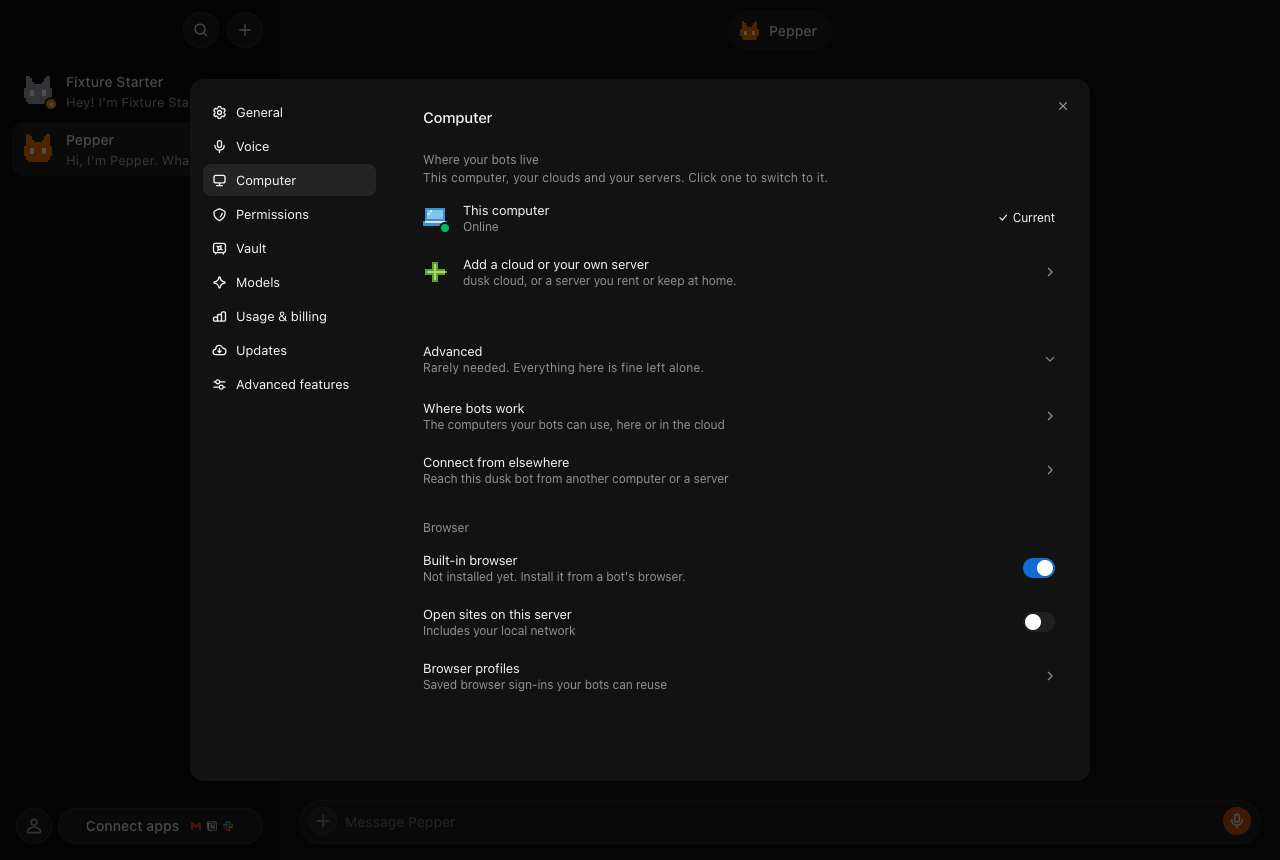 Pepper
Fixture Starter
Hey! I'm Fixture Sta
Pepper
Hi, I'm Pepper. Wha
General
Voice
Computer
Permissions
Vault
Models
Usage & billing
Updates
Advanced features
Computer
Where your bots live
This computer, your clouds and your servers. Click one to switch to it.
This computer
Online
Current
Add a cloud or your own server
dusk cloud, or a server you rent or keep at home.
Advanced
Rarely needed. Everything here is fine left alone.
Where bots work
The computers your bots can use, here or in the cloud
Connect from elsewhere
Reach this dusk bot from another computer or a server
Browser
Built-in browser
Not installed yet. Install it from a bot's browser.
Open sites on this server
Includes your local network
Browser profiles
Saved browser sign-ins your bots can reuse
Connect apps
Message Pepper